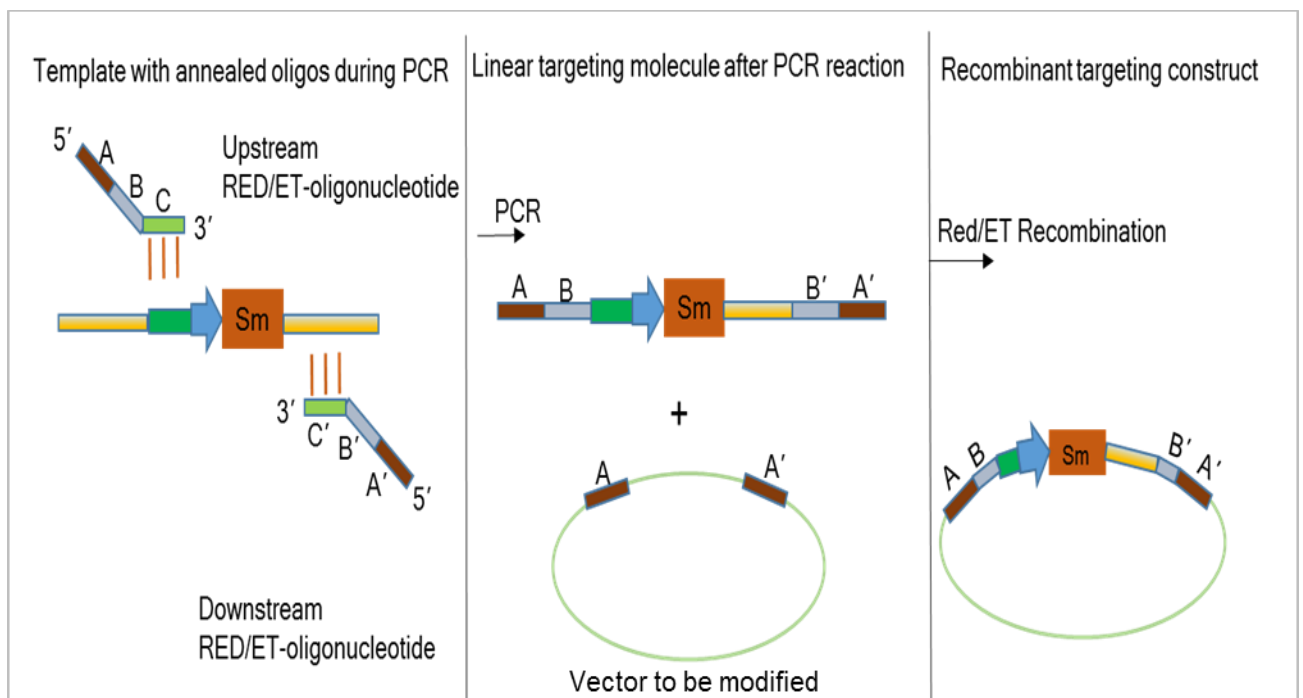 Template with annealed oligos during PCR
5′
A
B
C
3′
Upstream
RED/ET-oligonucleotide
Sm
3′
C′
B′
A′
5′
Downstream
RED/ET-oligonucleotide
Linear targeting molecule after PCR reaction
PCR
A
B
Sm
B′
A′
+
A
A′
Vector to be modified
Recombinant targeting construct
Red/ET Recombination
A
B
Sm
B′
A′